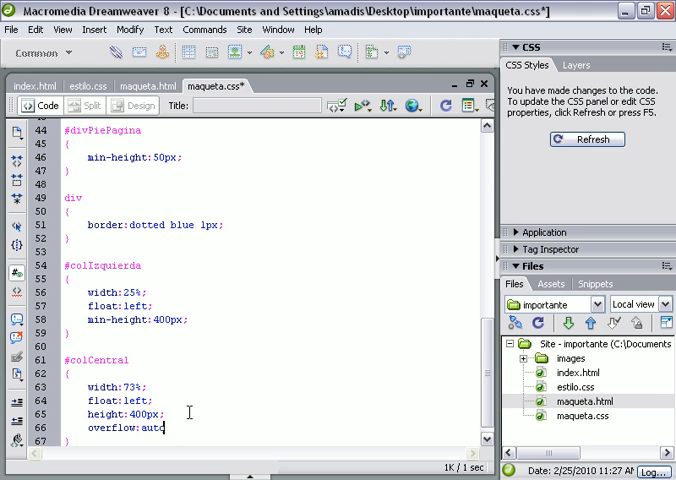 Macromedia Dreamweaver 8 - [C:\Documents and Settings\amadis\Desktop\importante\maqueta.css*]
File Edit View Insert Modify Text Commands Site Window Help
Common
index.html estilo.css maqueta.html maqueta.css*
Code Split Design Title:
44 #divPiePagina
45 {
46 min-height:50px;
47 }
48
49 div
50 {
51 border:dotted blue 1px;
52 }
53
54 #colIzquierda
55 {
56 width:25%;
57 float:left;
58 min-height:400px;
59 }
60
61 #colCentral
62 {
63 width:73%;
64 float:left;
65 height:400px;
66 overflow:auto
67 }
1K / 1 sec
CSS
CSS Styles Layers
You have made changes to the code.
To update the CSS panel or edit CSS
properties, click Refresh or press F5.
Refresh
Application
Tag Inspector
Files
Files Assets Snippets
importante Local view
Site - importante (C:\Documents
images
index.html
estilo.css
maqueta.html
maqueta.css
Date: 2/25/2010 11:27 AM
Log...